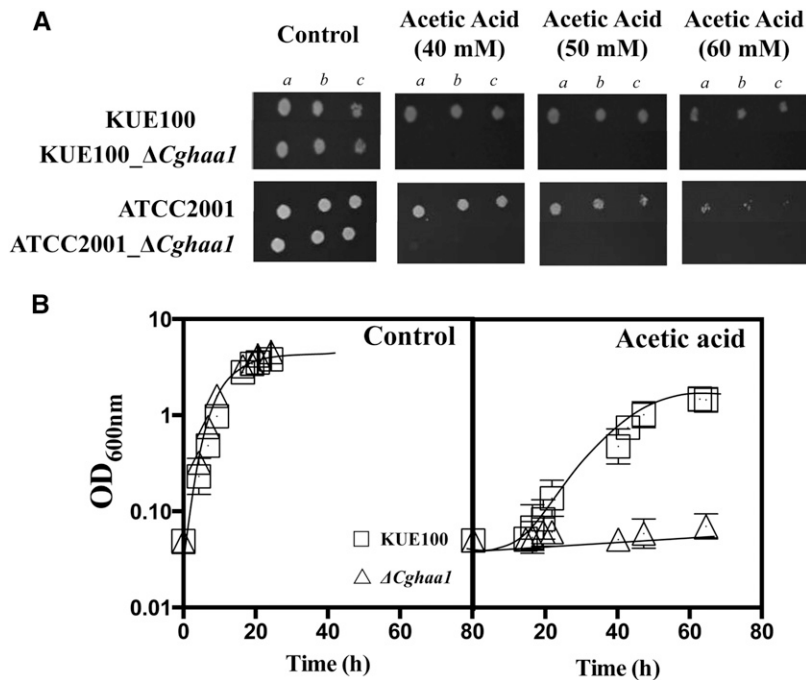 A
Control
Acetic Acid
(40 mM)
Acetic Acid
(50 mM)
Acetic Acid
(60 mM)
a b c a b c a b c a b c
KUE100
KUE100_ΔCghaa1
ATCC2001
ATCC2001_ΔCghaa1
B
10
1
0.10
0.01
OD600nm
Control
Acetic acid
KUE100
ΔCghaa1
0 20 40 60 80 20 40 60 80
Time (h) Time (h)